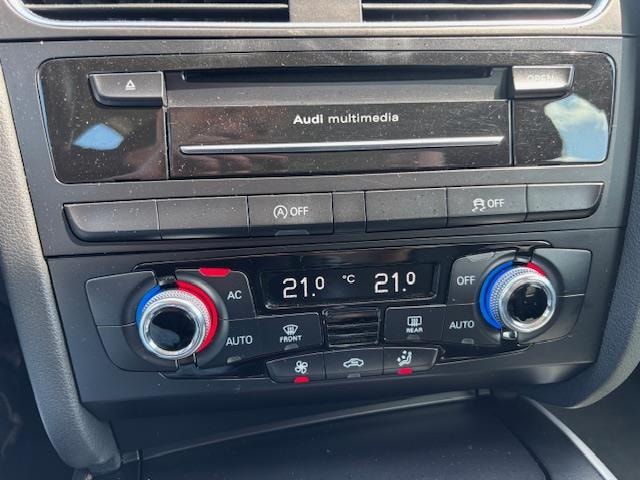 OPEN
Audi multimedia
OFF
OFF
AC
21.0 °C 21.0
OFF
AUTO
FRONT
REAR
AUTO